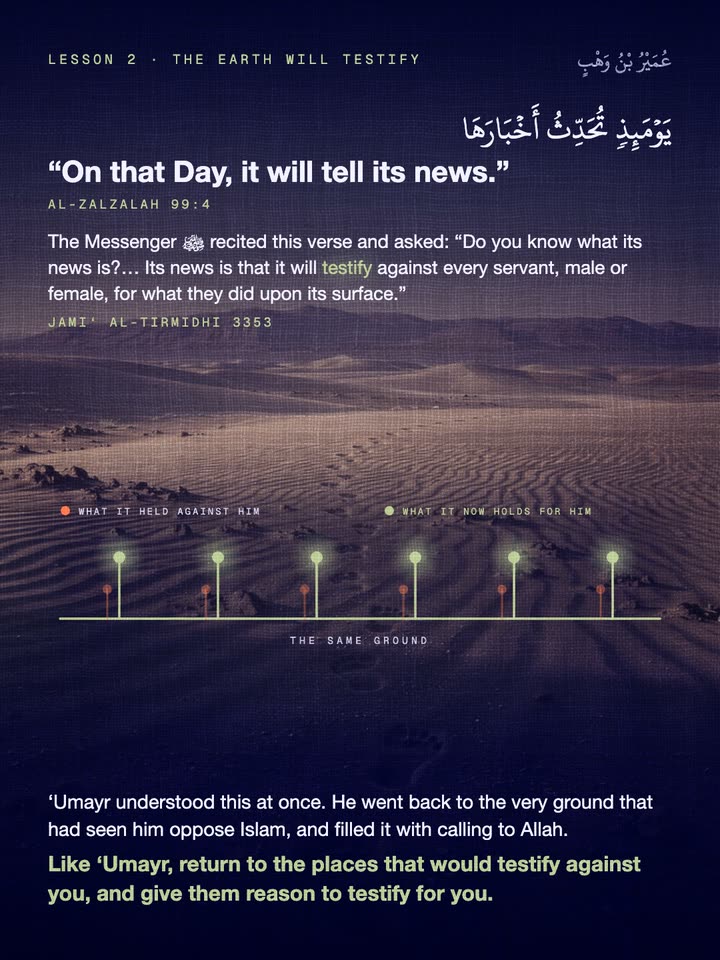 LESSON 2 · THE EARTH WILL TESTIFY
عُمَيْرُ بْنُ وَهْبٍ
يَوْمَئِذٍ تُحَدِّثُ أَخْبَارَهَا
“On that Day, it will tell its news.”
AL-ZALZALAH 99:4
The Messenger ﷺ recited this verse and asked: “Do you know what its
news is?… Its news is that it will testify against every servant, male or
female, for what they did upon its surface.”
JAMI‘ AL-TIRMIDHI 3353
WHAT IT HELD AGAINST HIM
WHAT IT NOW HOLDS FOR HIM
THE SAME GROUND
‘Umayr understood this at once. He went back to the very ground that
had seen him oppose Islam, and filled it with calling to Allah.
Like ‘Umayr, return to the places that would testify against
you, and give them reason to testify for you.